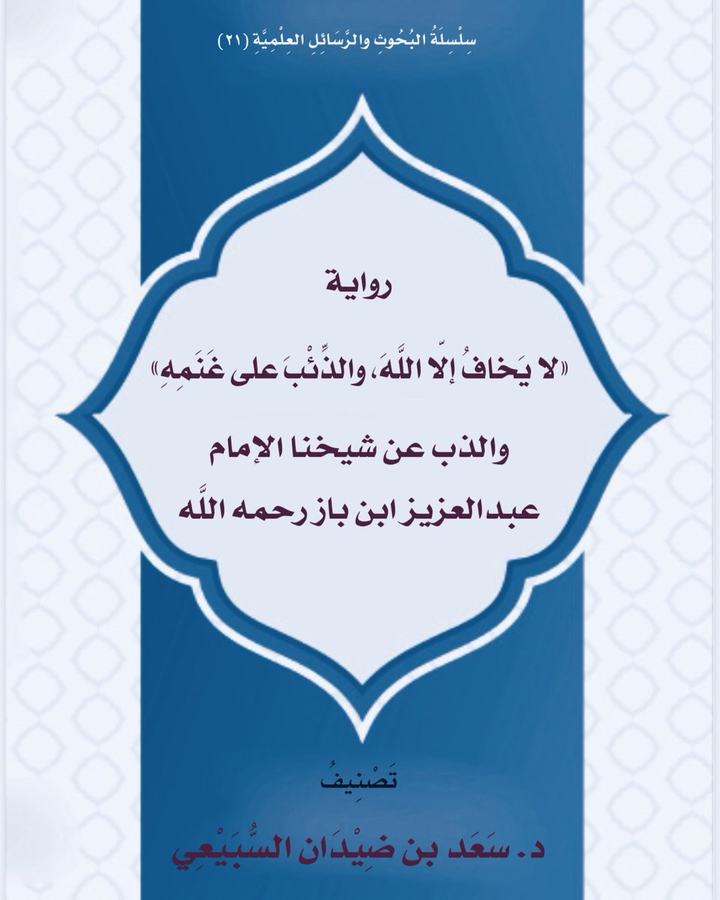 سِلْسِلَةُ البُحُوثِ والرَّسَائِلِ العِلْمِيَّةِ (٢١)
رواية
«لا يَخافُ إلّا اللَّهَ، والذِّئْبَ على غَنَمِهِ»
والذب عن شيخنا الإمام
عبدالعزيز ابن باز رحمه اللَّه
تَصْنِيفُ
د. سَعَد بن ضِيْدَان السُّبَيْعِي